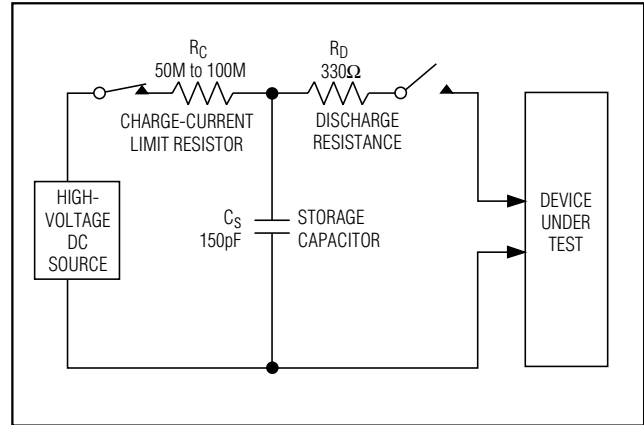 R_C
50M to 100M
CHARGE-CURRENT
LIMIT RESISTOR
R_D
330Ω
DISCHARGE
RESISTANCE
HIGH-
VOLTAGE
DC
SOURCE
C_S
150pF
STORAGE
CAPACITOR
DEVICE
UNDER
TEST